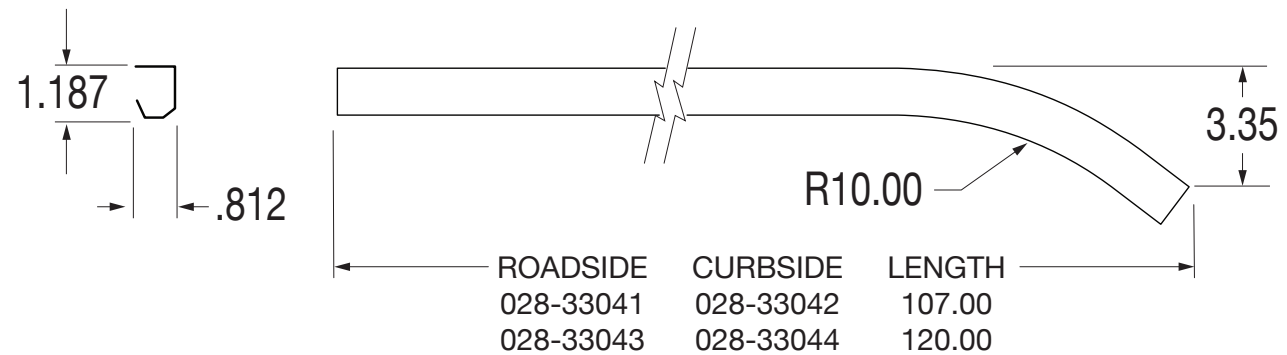 1.187
.812
3.35
R10.00
ROADSIDE CURBSIDE LENGTH
028-33041 028-33042 107.00
028-33043 028-33044 120.00